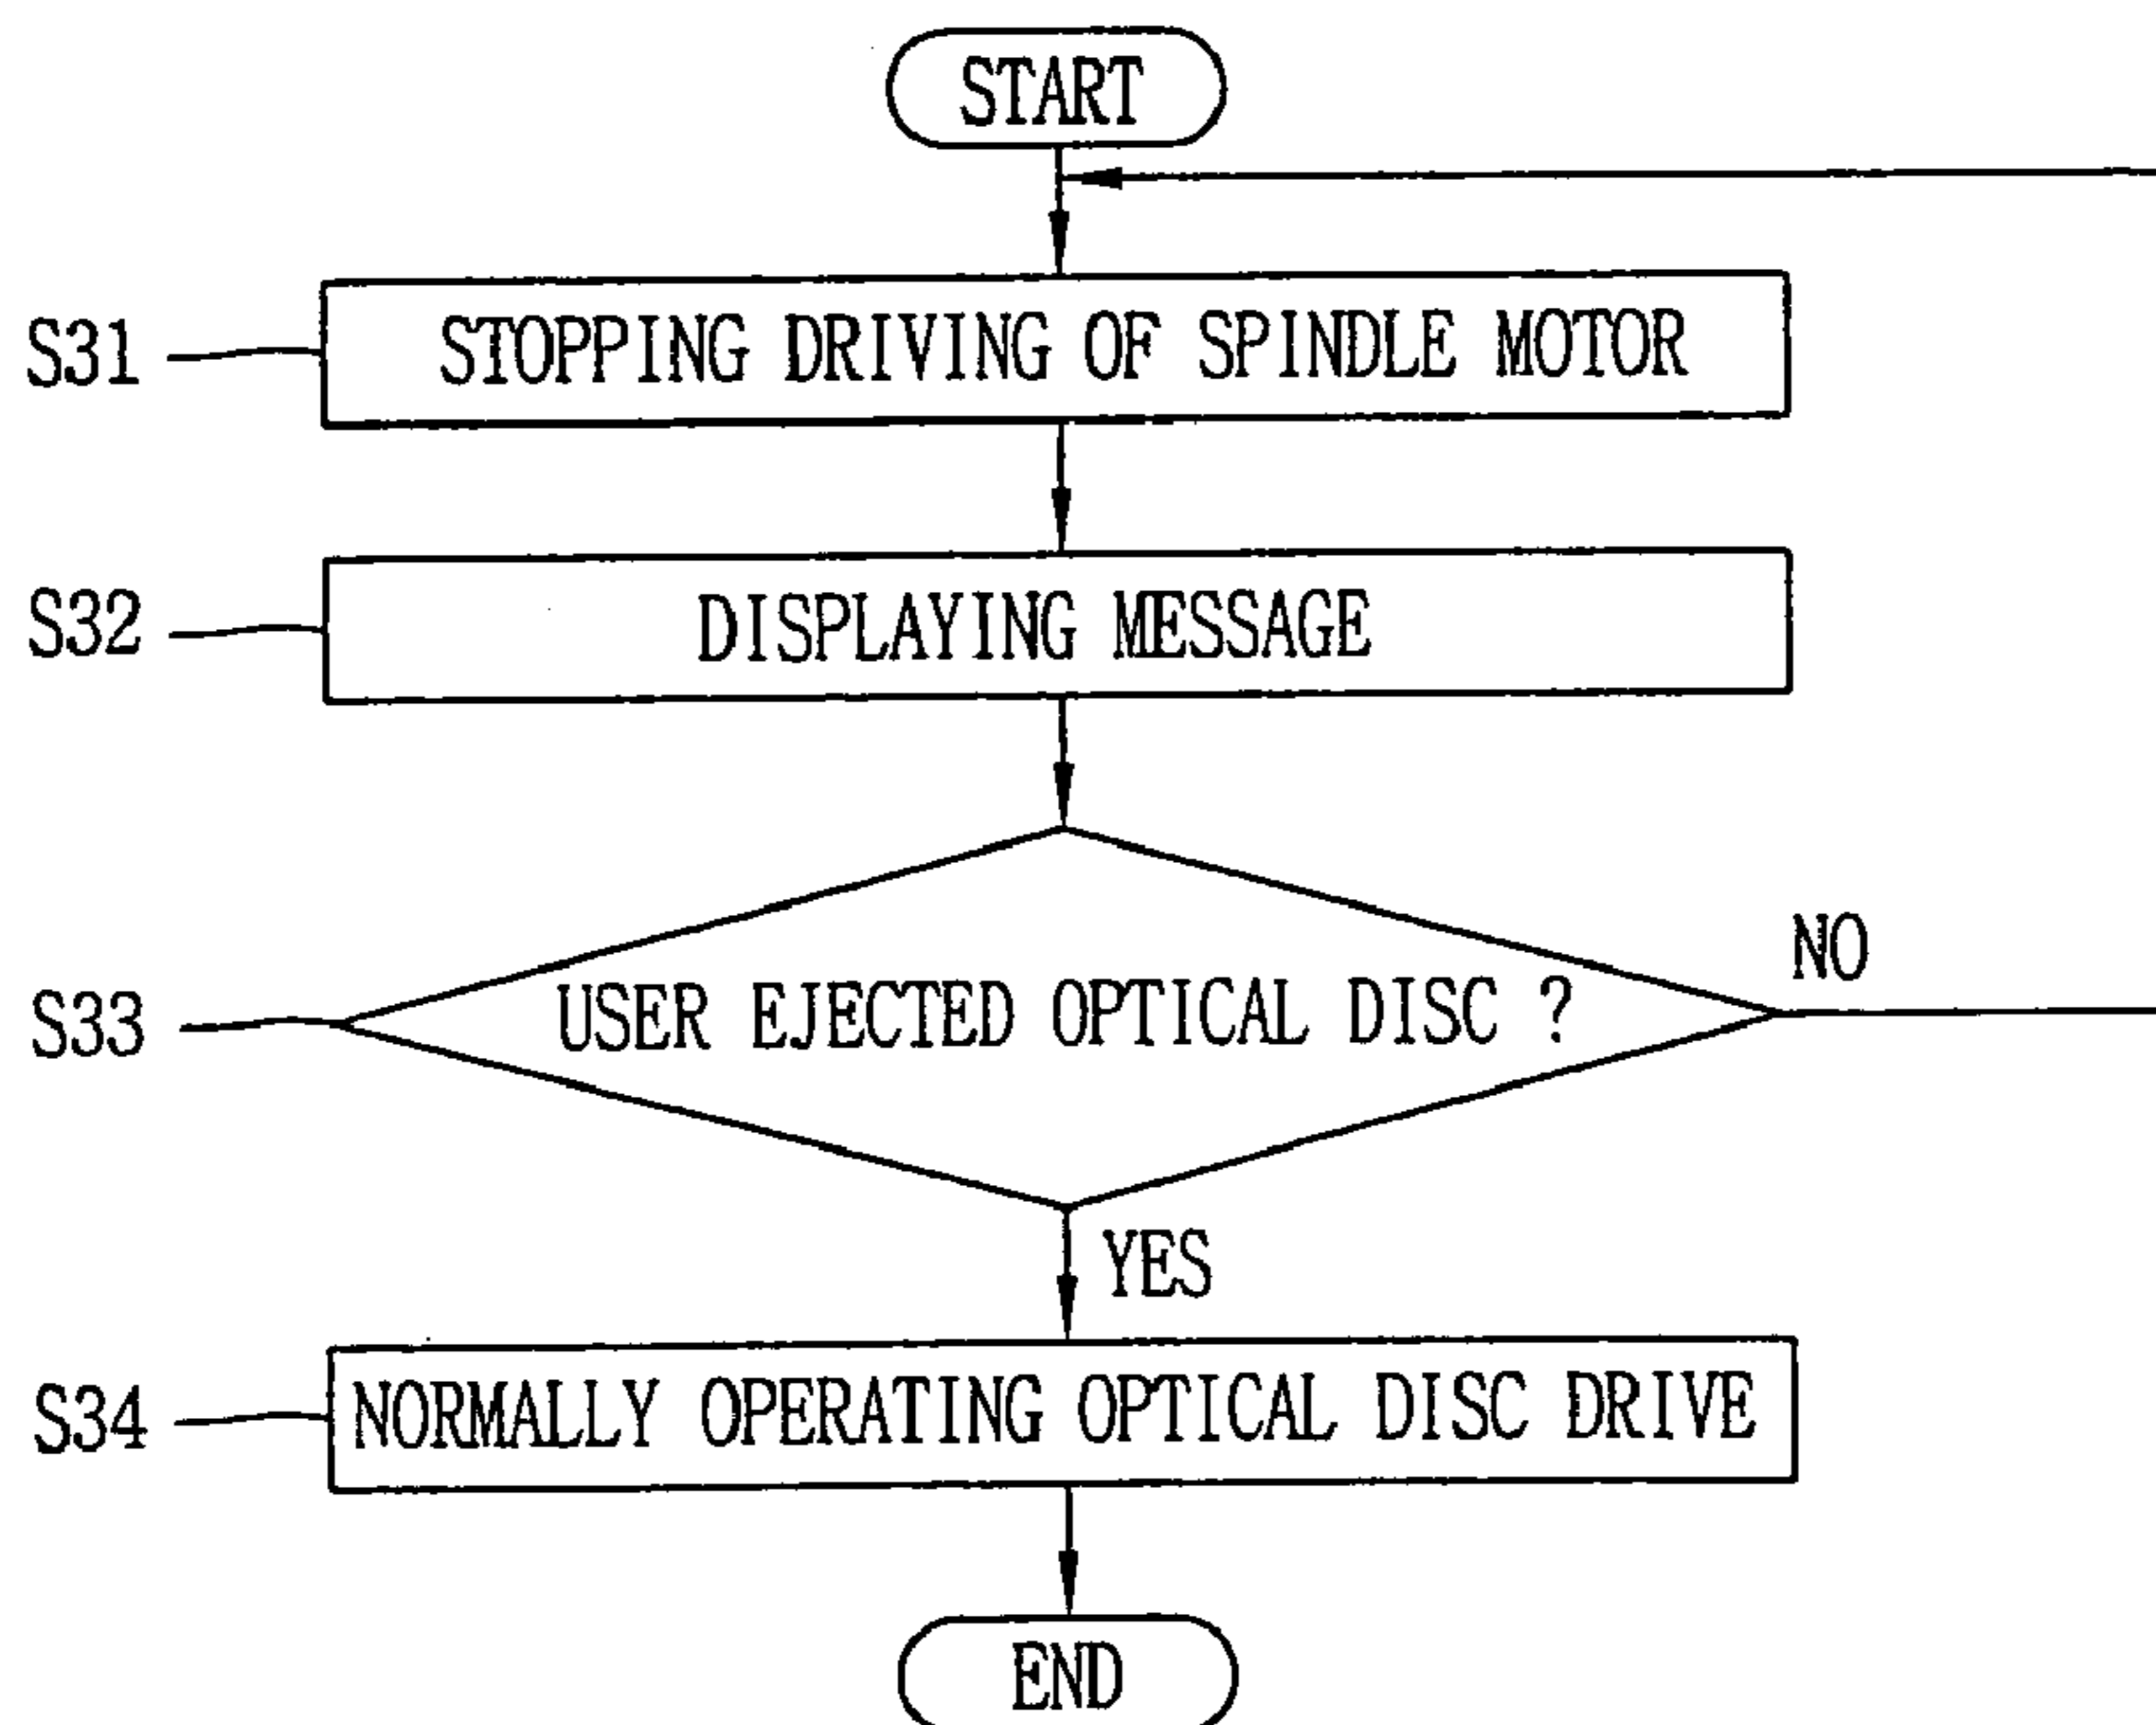 START
S31
STOPPING DRIVING OF SPINDLE MOTOR
S32
DISPLAYING MESSAGE
S33
USER EJECTED OPTICAL DISC ?
NO
YES
S34
NORMALLY OPERATING OPTICAL DISC DRIVE
END